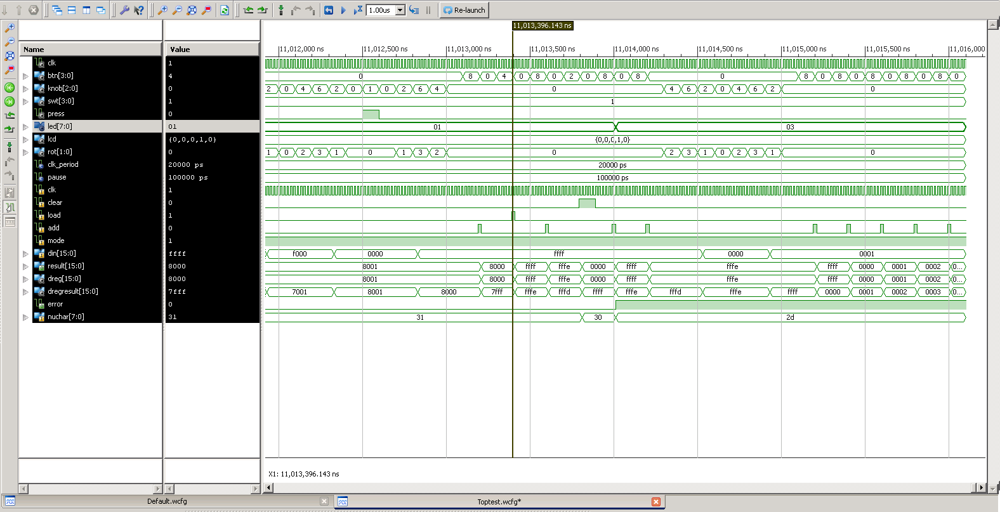 1.00us
Re-launch
11,013,396.143 ns
Name Value
11,012,000 ns 11,012,500 ns 11,013,000 ns 11,013,500 ns 11,014,000 ns 11,014,500 ns 11,015,000 ns 11,015,500 ns 11,016,000
clk 1
btn[3:0] 4 0 8 0 4 0 8 0 2 0 8 0 8 0 8 0 8 0 8 0 8 0 8 0
knob[2:0] 0 2 0 4 6 2 0 1 0 2 6 4 0 4 6 2 0 4 6 2 0
swt[3:0] 1 1
press 0
led[7:0] 01 01 03
lcd {0,0,0,1,0} {0,0,0,1,0}
rot[1:0] 0 1 0 2 3 1 0 1 3 2 0 2 3 1 0 2 3 1 0
clk_period 20000 ps 20000 ps
pause 100000 ps 100000 ps
clk 1
clear 0
load 1
add 0
mode 1
din[15:0] ffff f000 0000 ffff 0000 0001
result[15:0] 8000 8001 8000 ffff fffe 0000 ffff fffe ffff 0000 0001 0002 0...
dreg[15:0] 8000 8001 8000 ffff fffe 0000 ffff fffe ffff 0000 0001 0002 0...
dregresult[15:0] 7fff 7001 8001 8000 7fff fffe fffd ffff fffe fffd fffe ffff 0000 0001 0002 0003 0...
error 0
nuchar[7:0] 31 31 30 2d
X1: 11,013,396.143 ns
Default.wcfg
Toptest.wcfg*